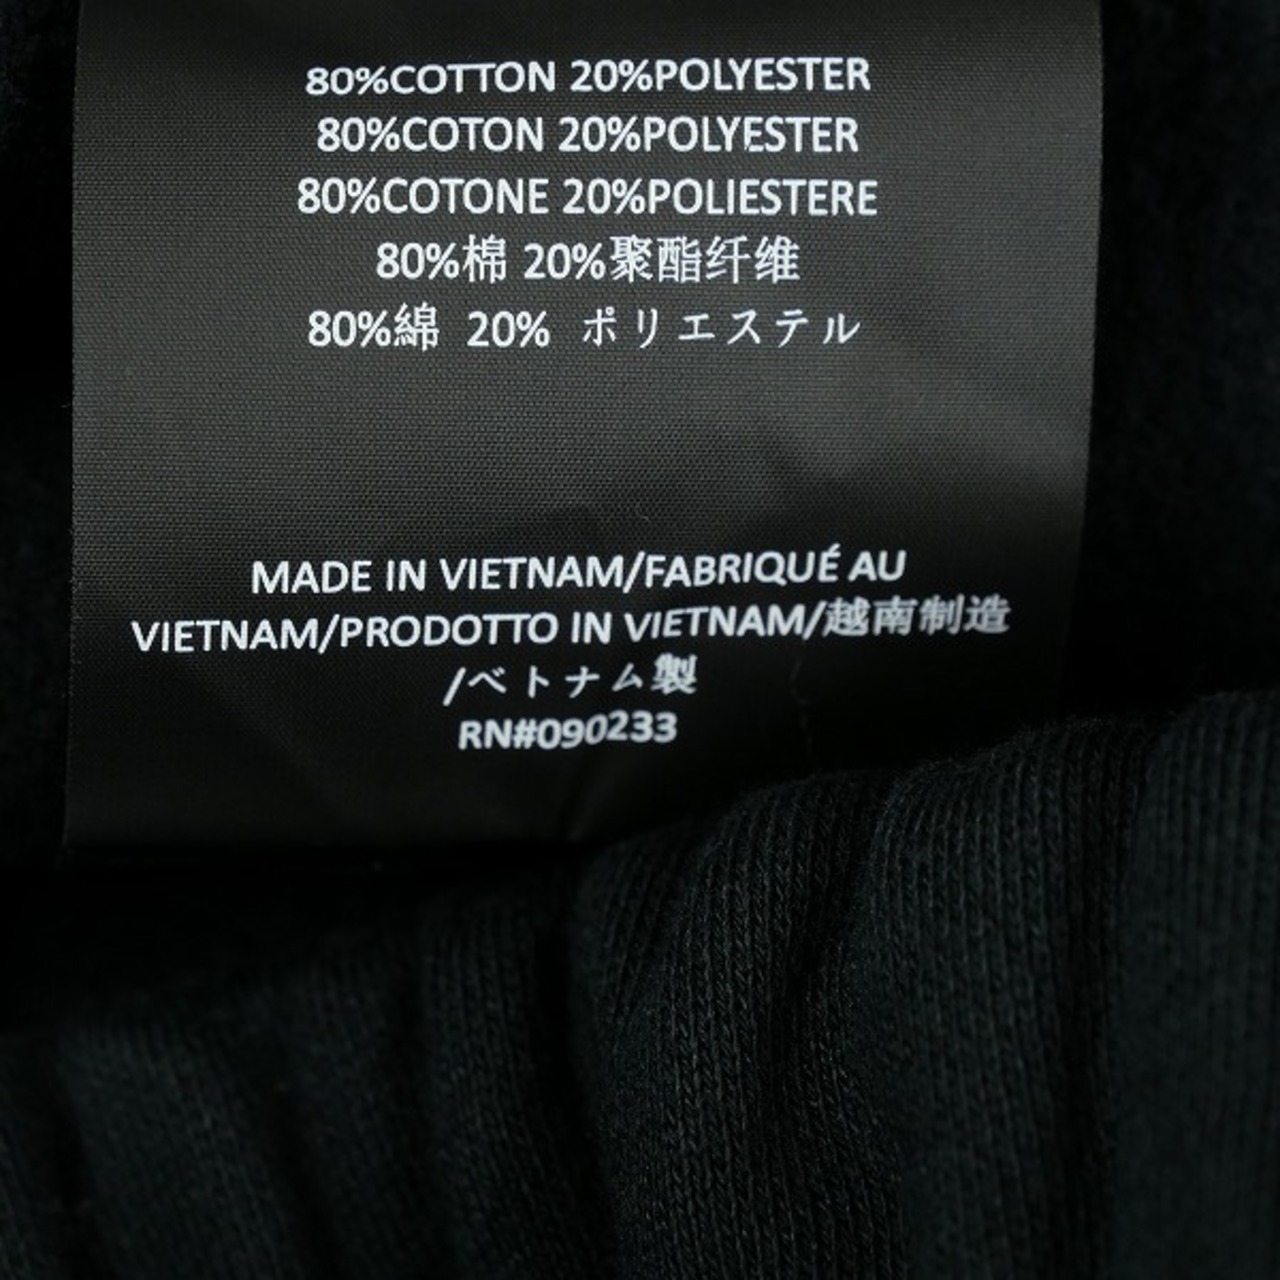 80%COTTON 20%POLYESTER
80%COTON 20%POLYESTER
80%COTONE 20%POLIESTERE
80%棉 20%聚酯纤维
80%綿 20% ポリエステル
MADE IN VIETNAM/FABRIQUÉ AU
VIETNAM/PRODOTTO IN VIETNAM/越南制造
/ベトナム製
RN#090233